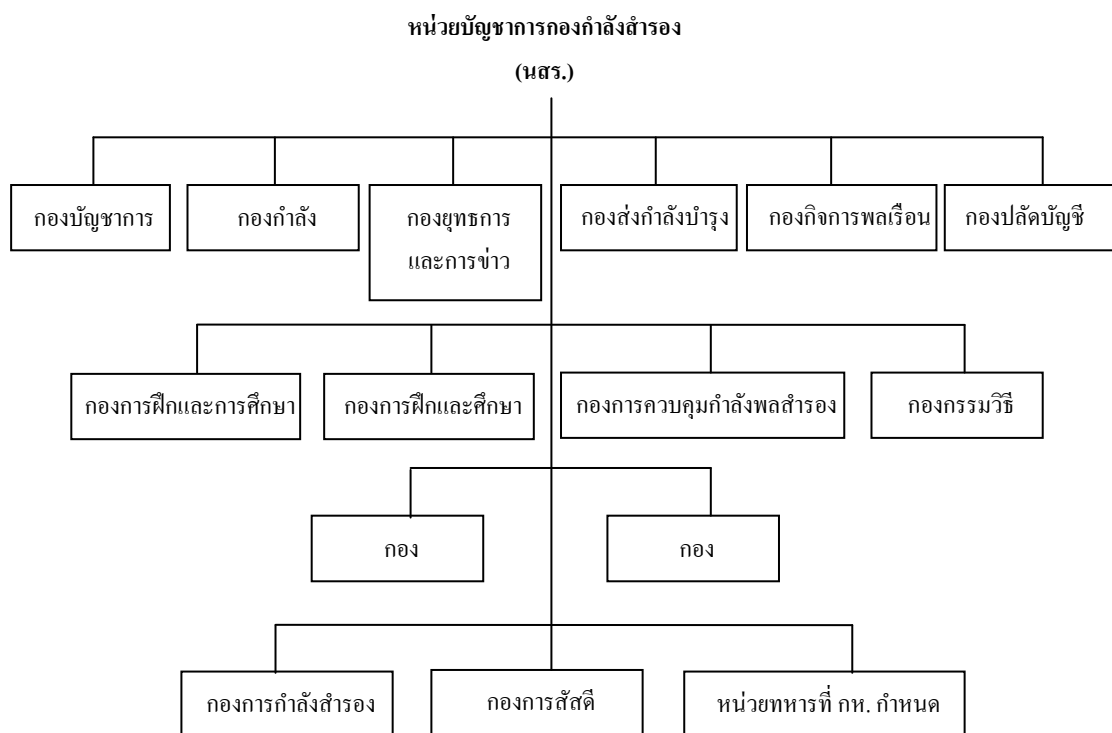 หน่วยบัญชาการกองกำลังสำรอง
(นสร.)
กองบัญชาการ
กองกำลัง
กองยุทธการ
และการข่าว
กองส่งกำลังบำรุง
กองกิจการพลเรือน
กองปลัดบัญชี
กองการฝึกและการศึกษา
กองการฝึกและศึกษา
กองการควบคุมกำลังพลสำรอง
กองกรรมวิธี
กอง
กอง
กองการกำลังสำรอง
กองการสัสดี
หน่วยทหารที่ กห. กำหนด